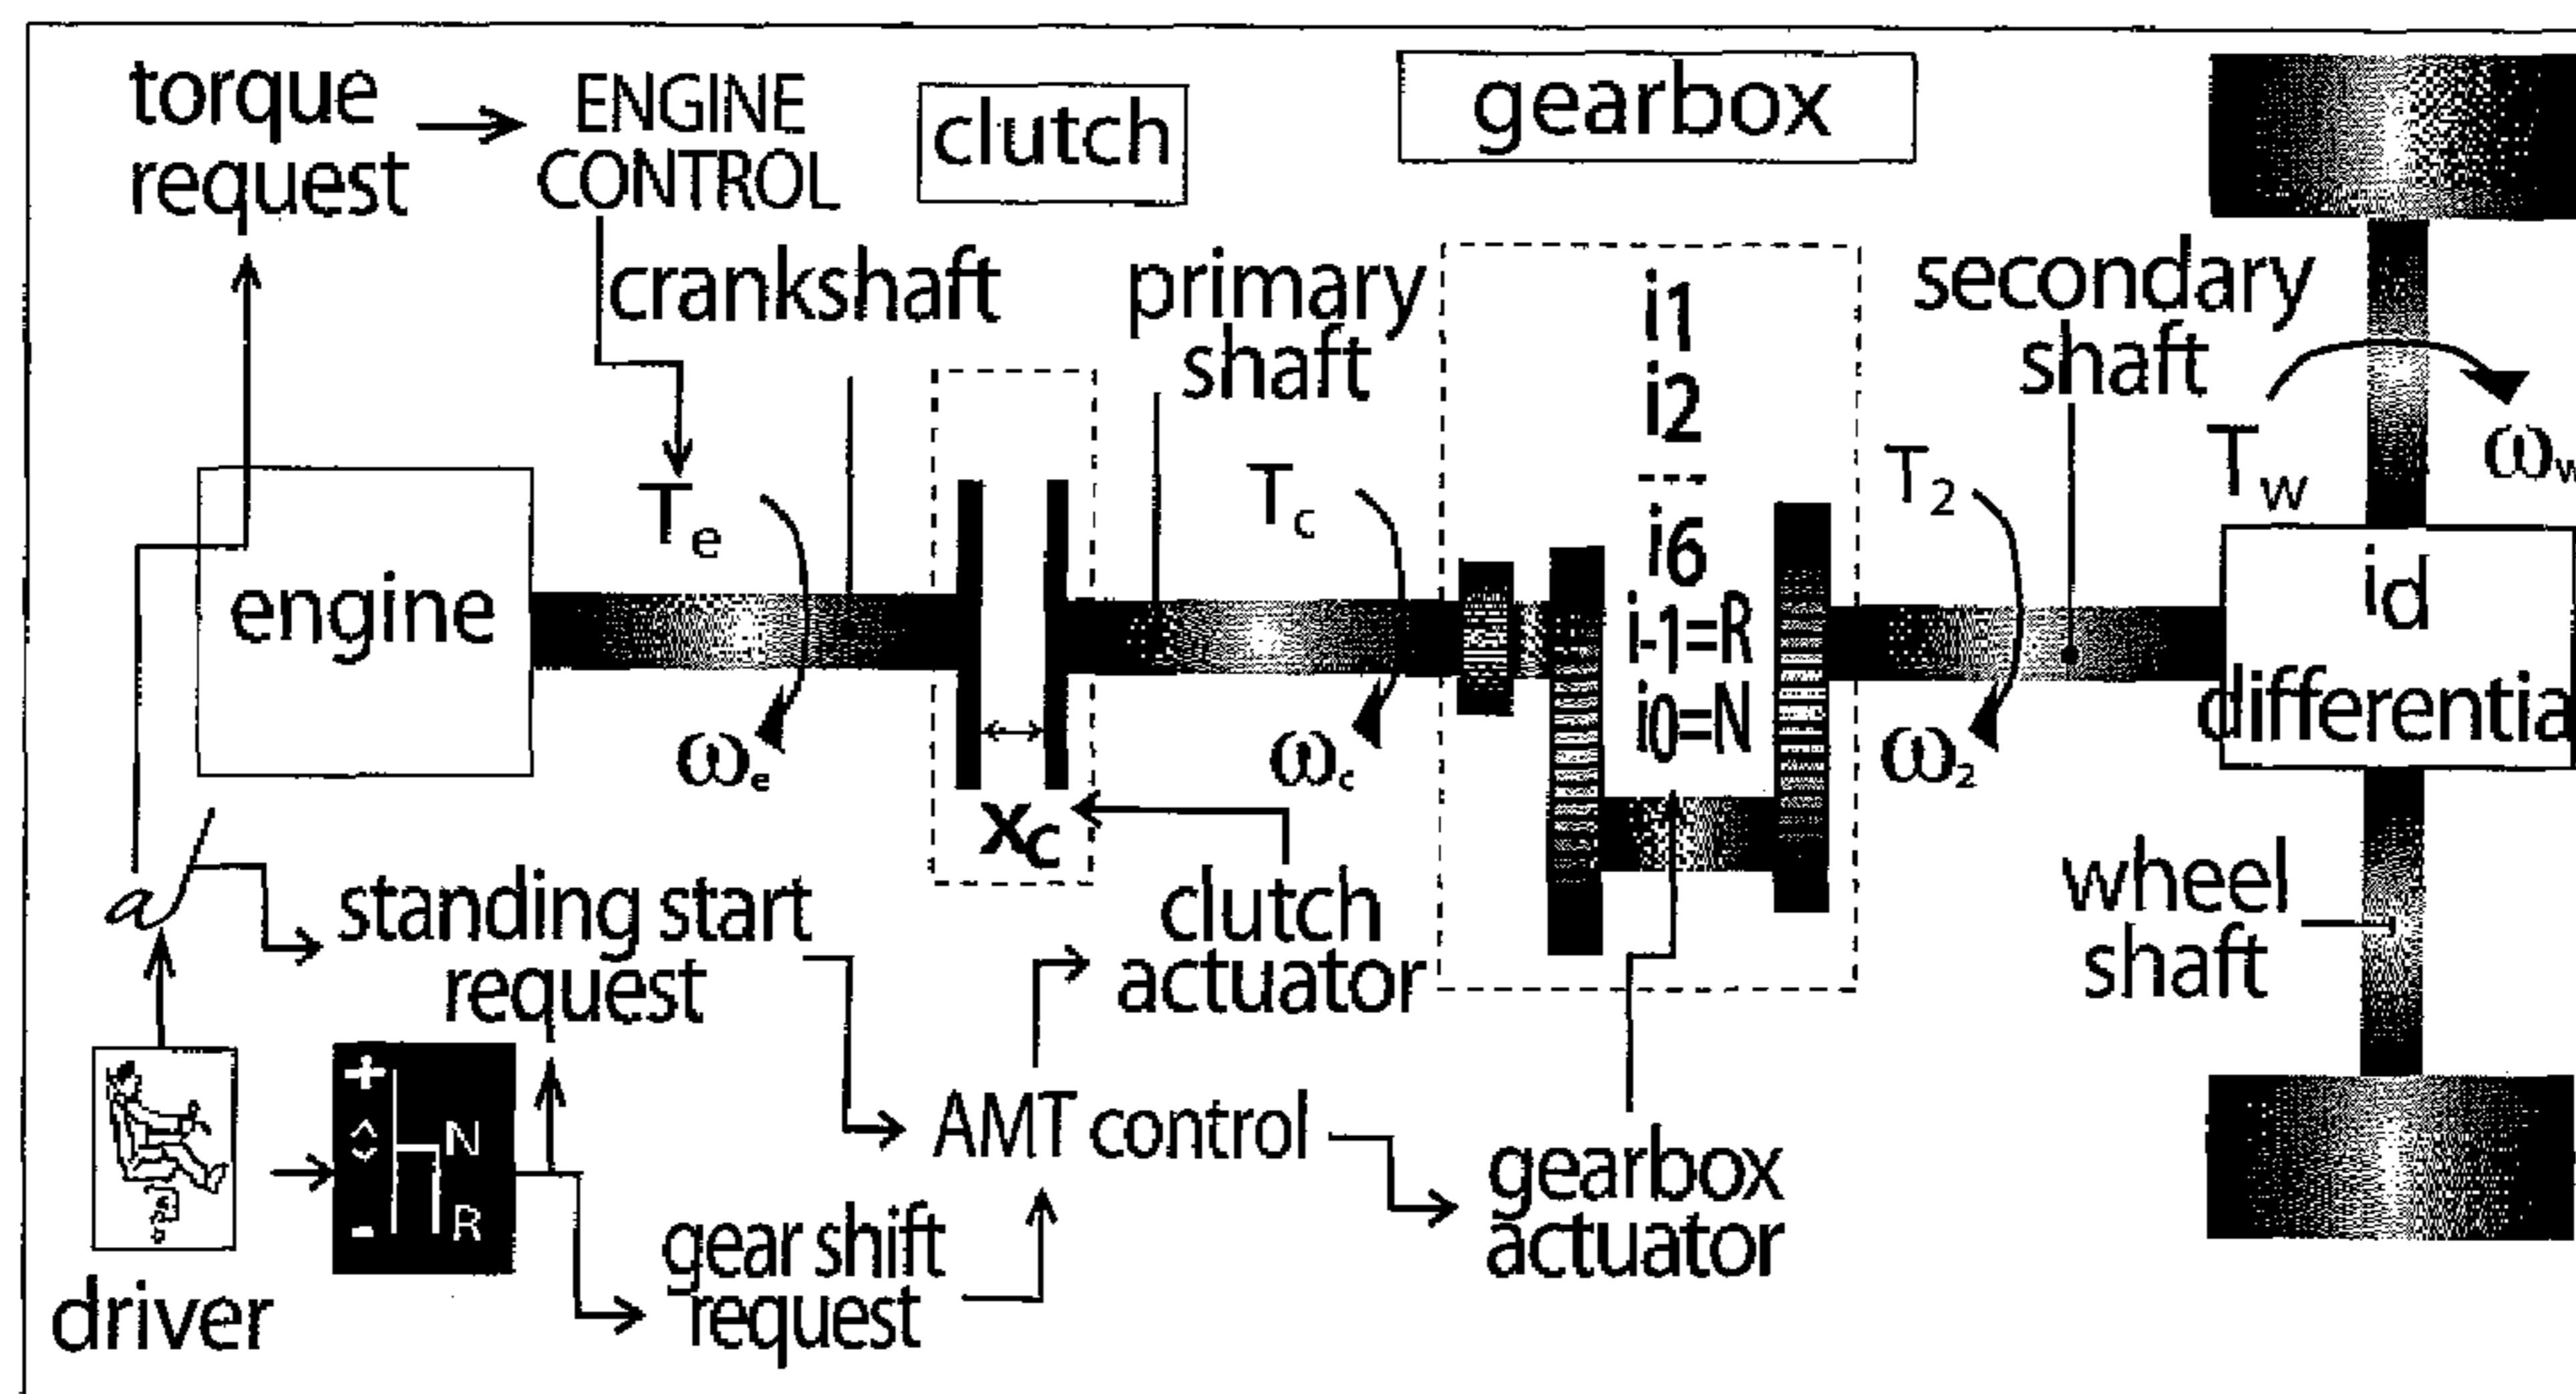 torque
request
ENGINE
CONTROL
clutch
gearbox
crankshaft
primary
shaft
i1
i2
---
i6
i-1=R
i0=N
secondary
shaft
Te
Tc
T2
Tw
ωw
engine
ωe
ωc
ω2
id
differentia
xc
a
standing start
request
clutch
actuator
wheel
shaft
+
N
-
R
AMT control
gearbox
actuator
gear shift
request
driver